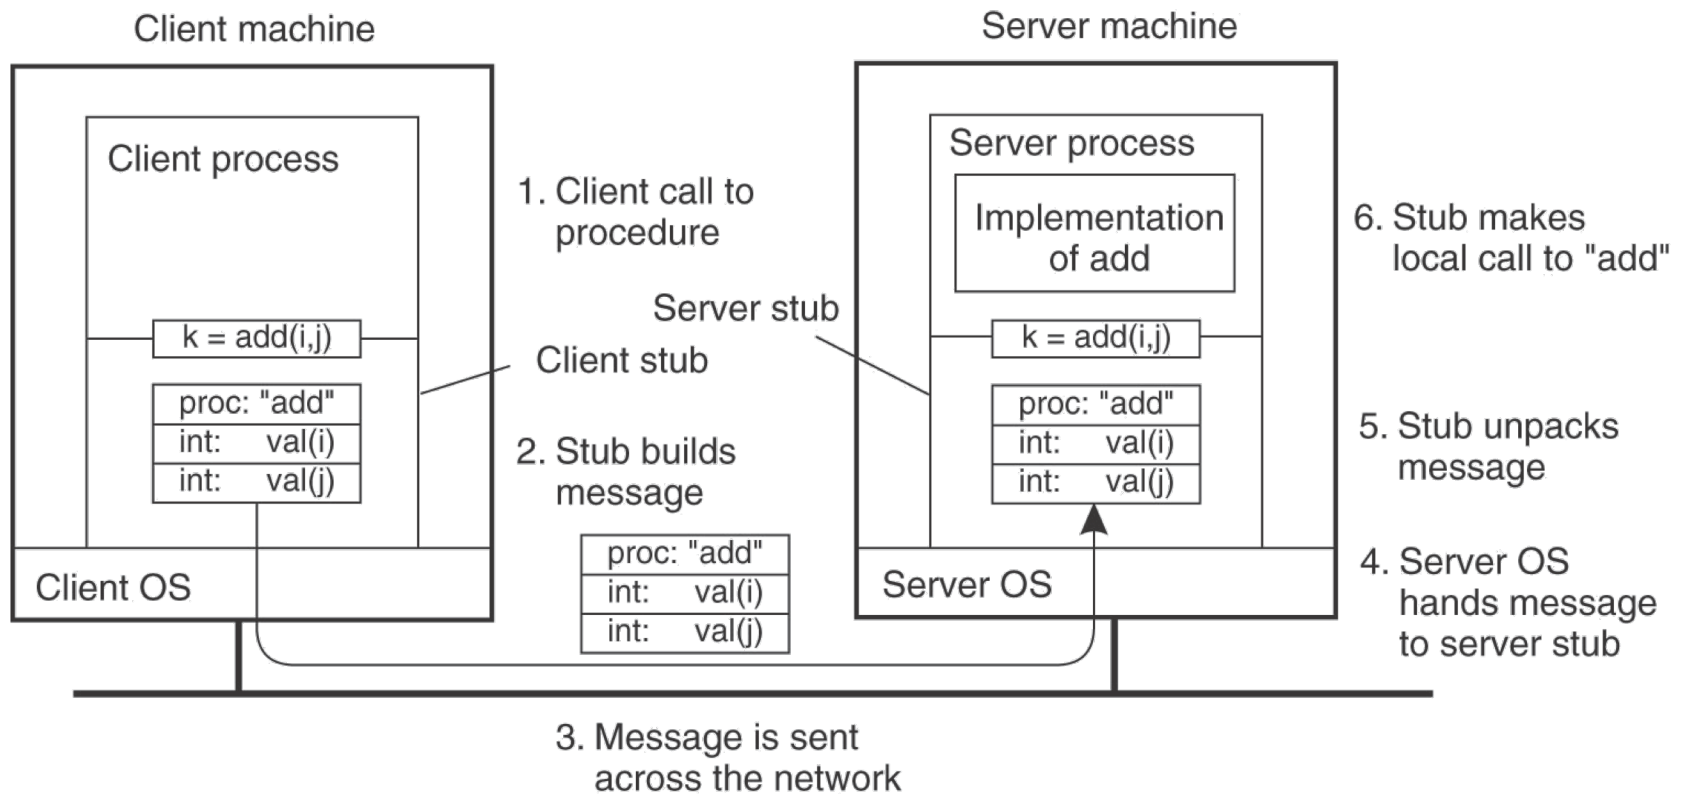 Client machine
Server machine
Client process
1. Client call to
procedure
Server process
Implementation
of add
6. Stub makes
local call to "add"
Server stub
k = add(i,j)
k = add(i,j)
Client stub
proc: "add"
int: val(i)
int: val(j)
2. Stub builds
message
proc: "add"
int: val(i)
int: val(j)
5. Stub unpacks
message
proc: "add"
int: val(i)
int: val(j)
Client OS
Server OS
4. Server OS
hands message
to server stub
3. Message is sent
across the network